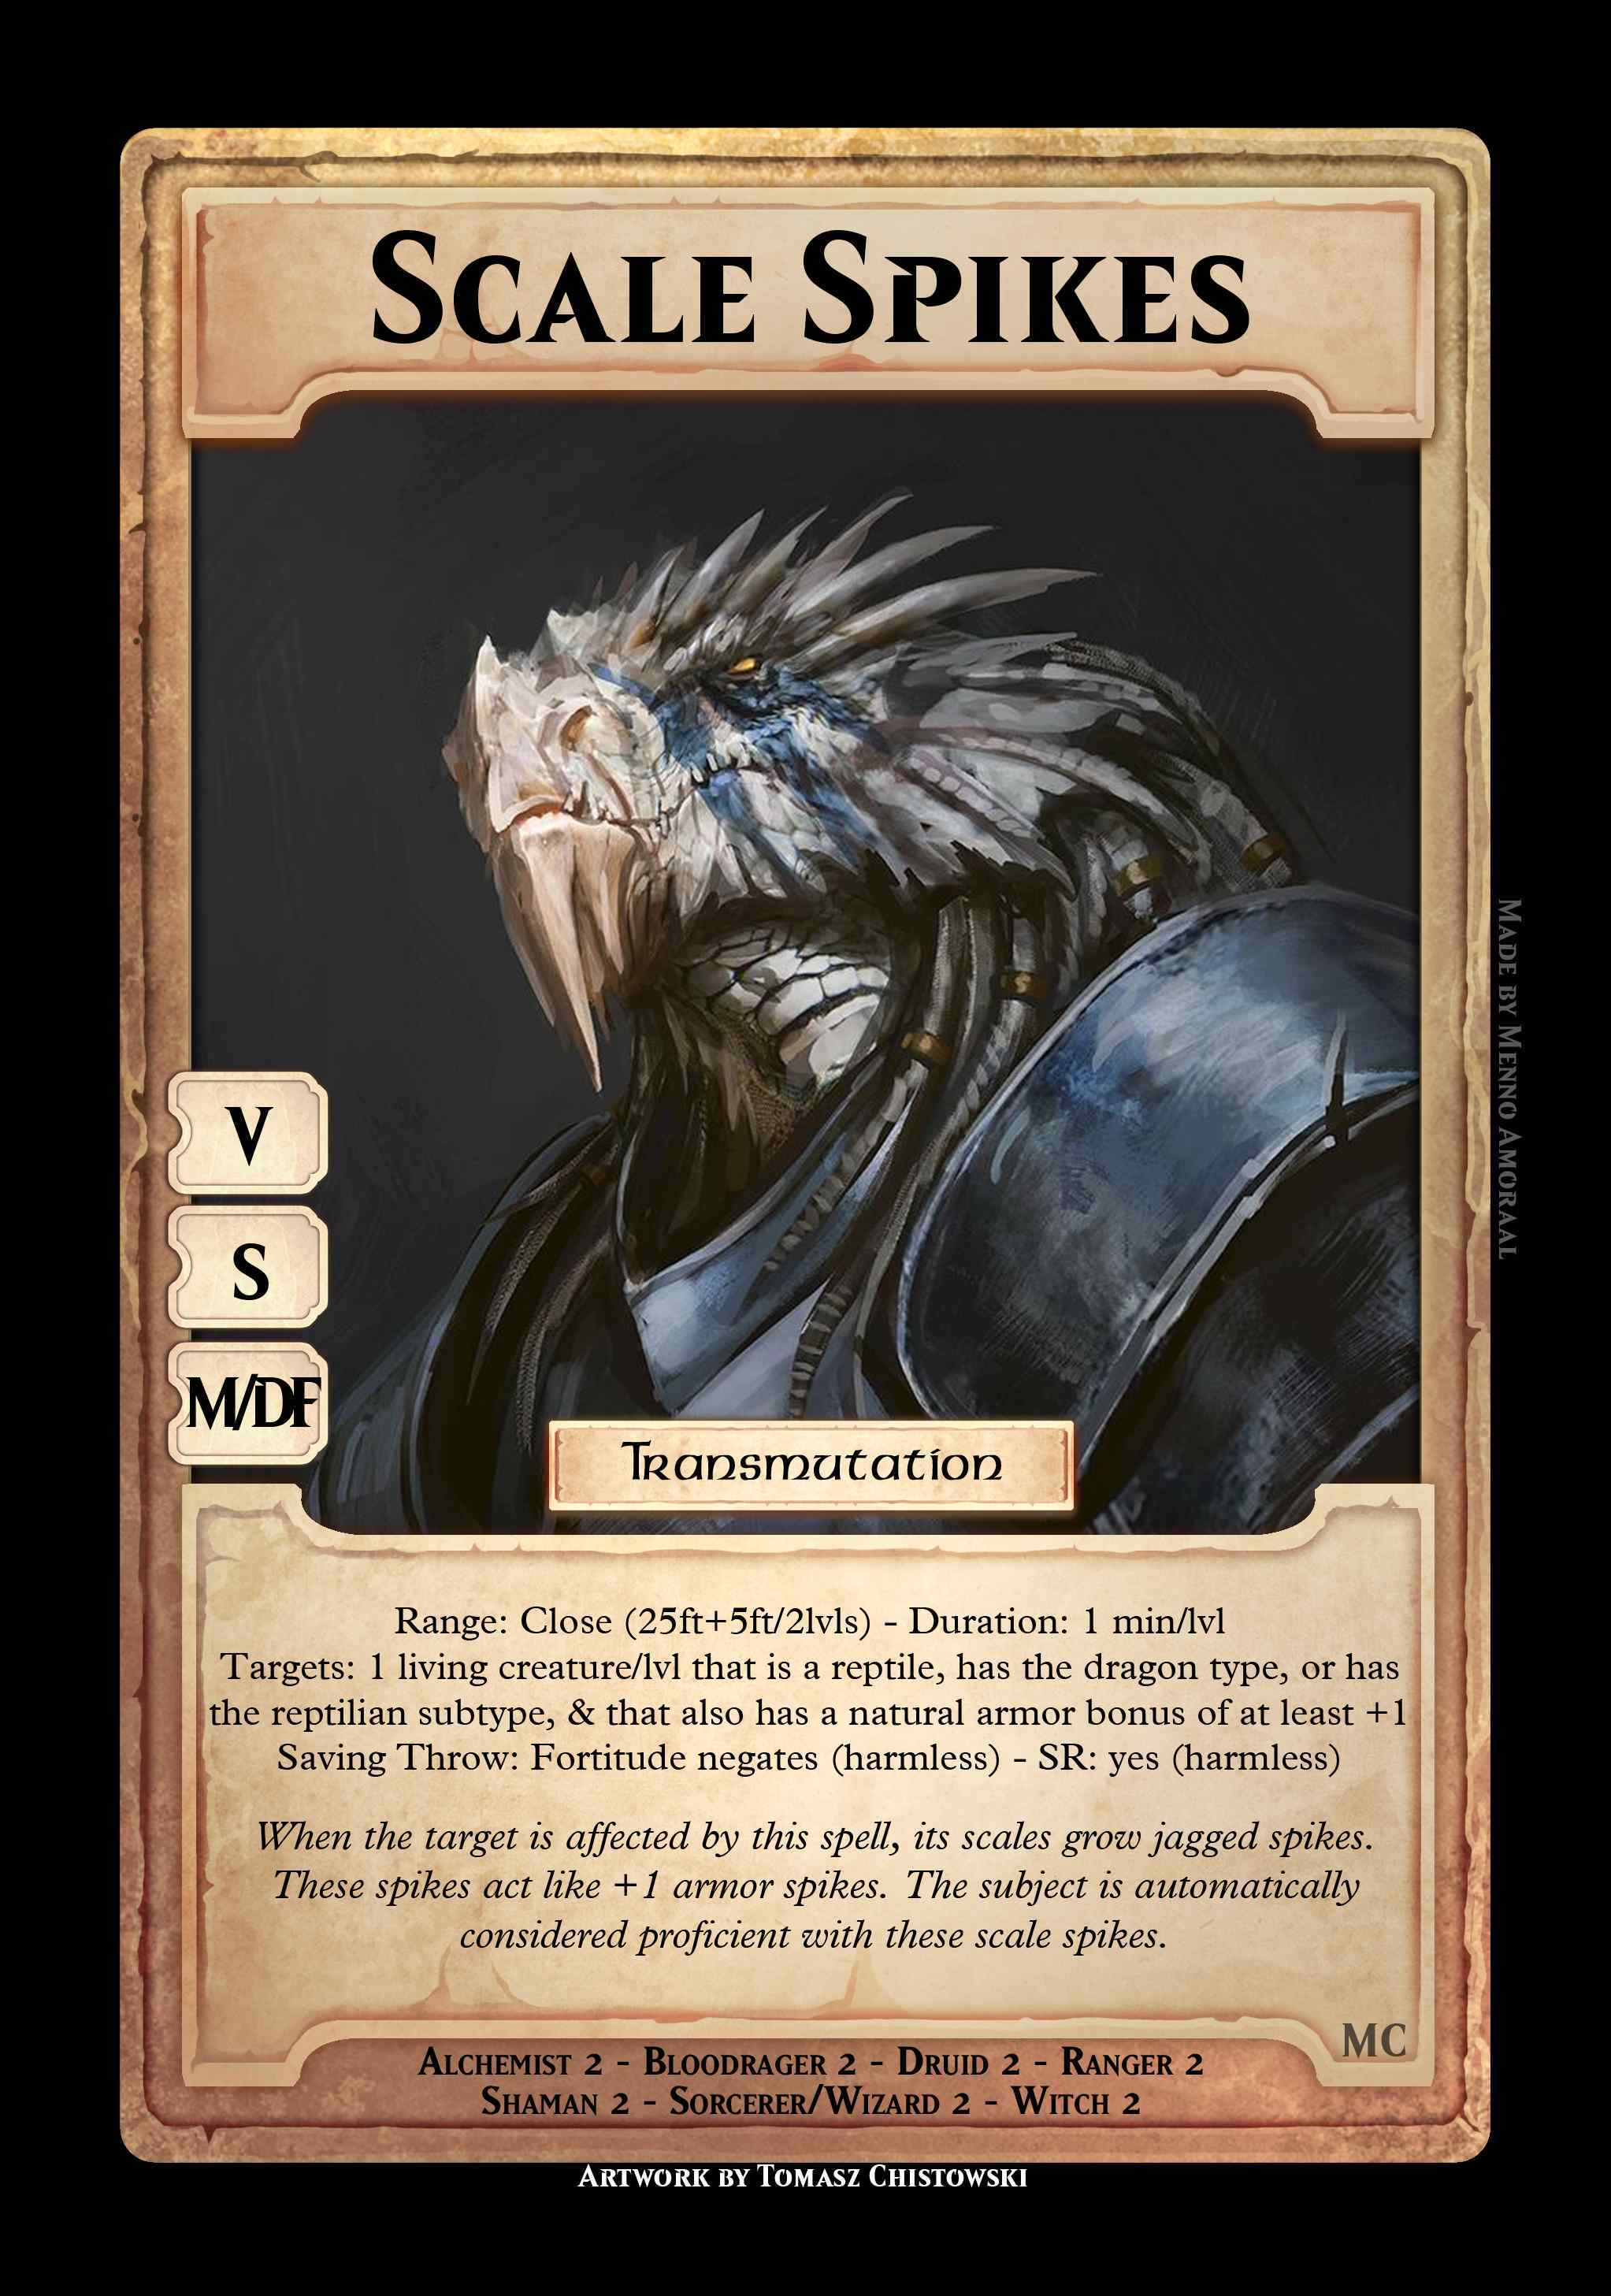 Scale Spikes
V
S
M/DF
Transmutation
Range: Close (25ft+5ft/2lvls) - Duration: 1 min/lvl
Targets: 1 living creature/lvl that is a reptile, has the dragon type, or has
the reptilian subtype, & that also has a natural armor bonus of at least +1
Saving Throw: Fortitude negates (harmless) - SR: yes (harmless)
When the target is affected by this spell, its scales grow jagged spikes.
These spikes act like +1 armor spikes. The subject is automatically
considered proficient with these scale spikes.
MC
Alchemist 2 - Bloodrager 2 - Druid 2 - Ranger 2
Shaman 2 - Sorcerer/Wizard 2 - Witch 2
Artwork by Tomasz Chistowski
Made by Menno Amoraal